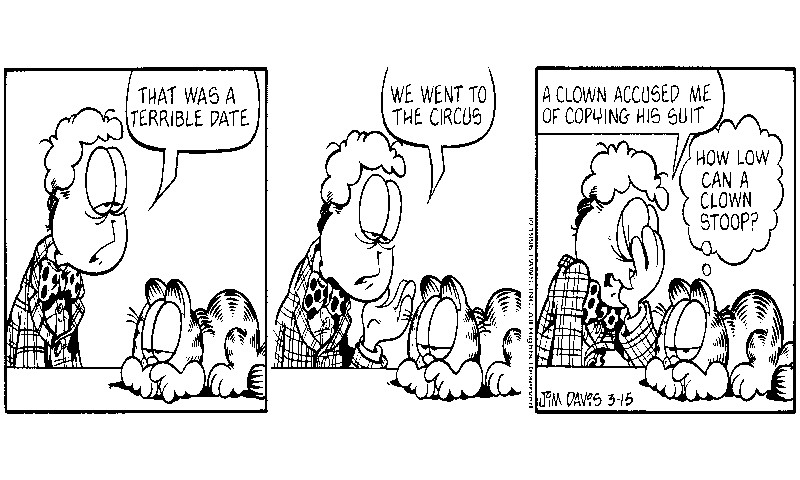 THAT WAS A
TERRIBLE DATE
WE WENT TO
THE CIRCUS
A CLOWN ACCUSED ME
OF COPYING HIS SUIT
HOW LOW
CAN A
CLOWN
STOOP?
JIM DAVIS 3-15